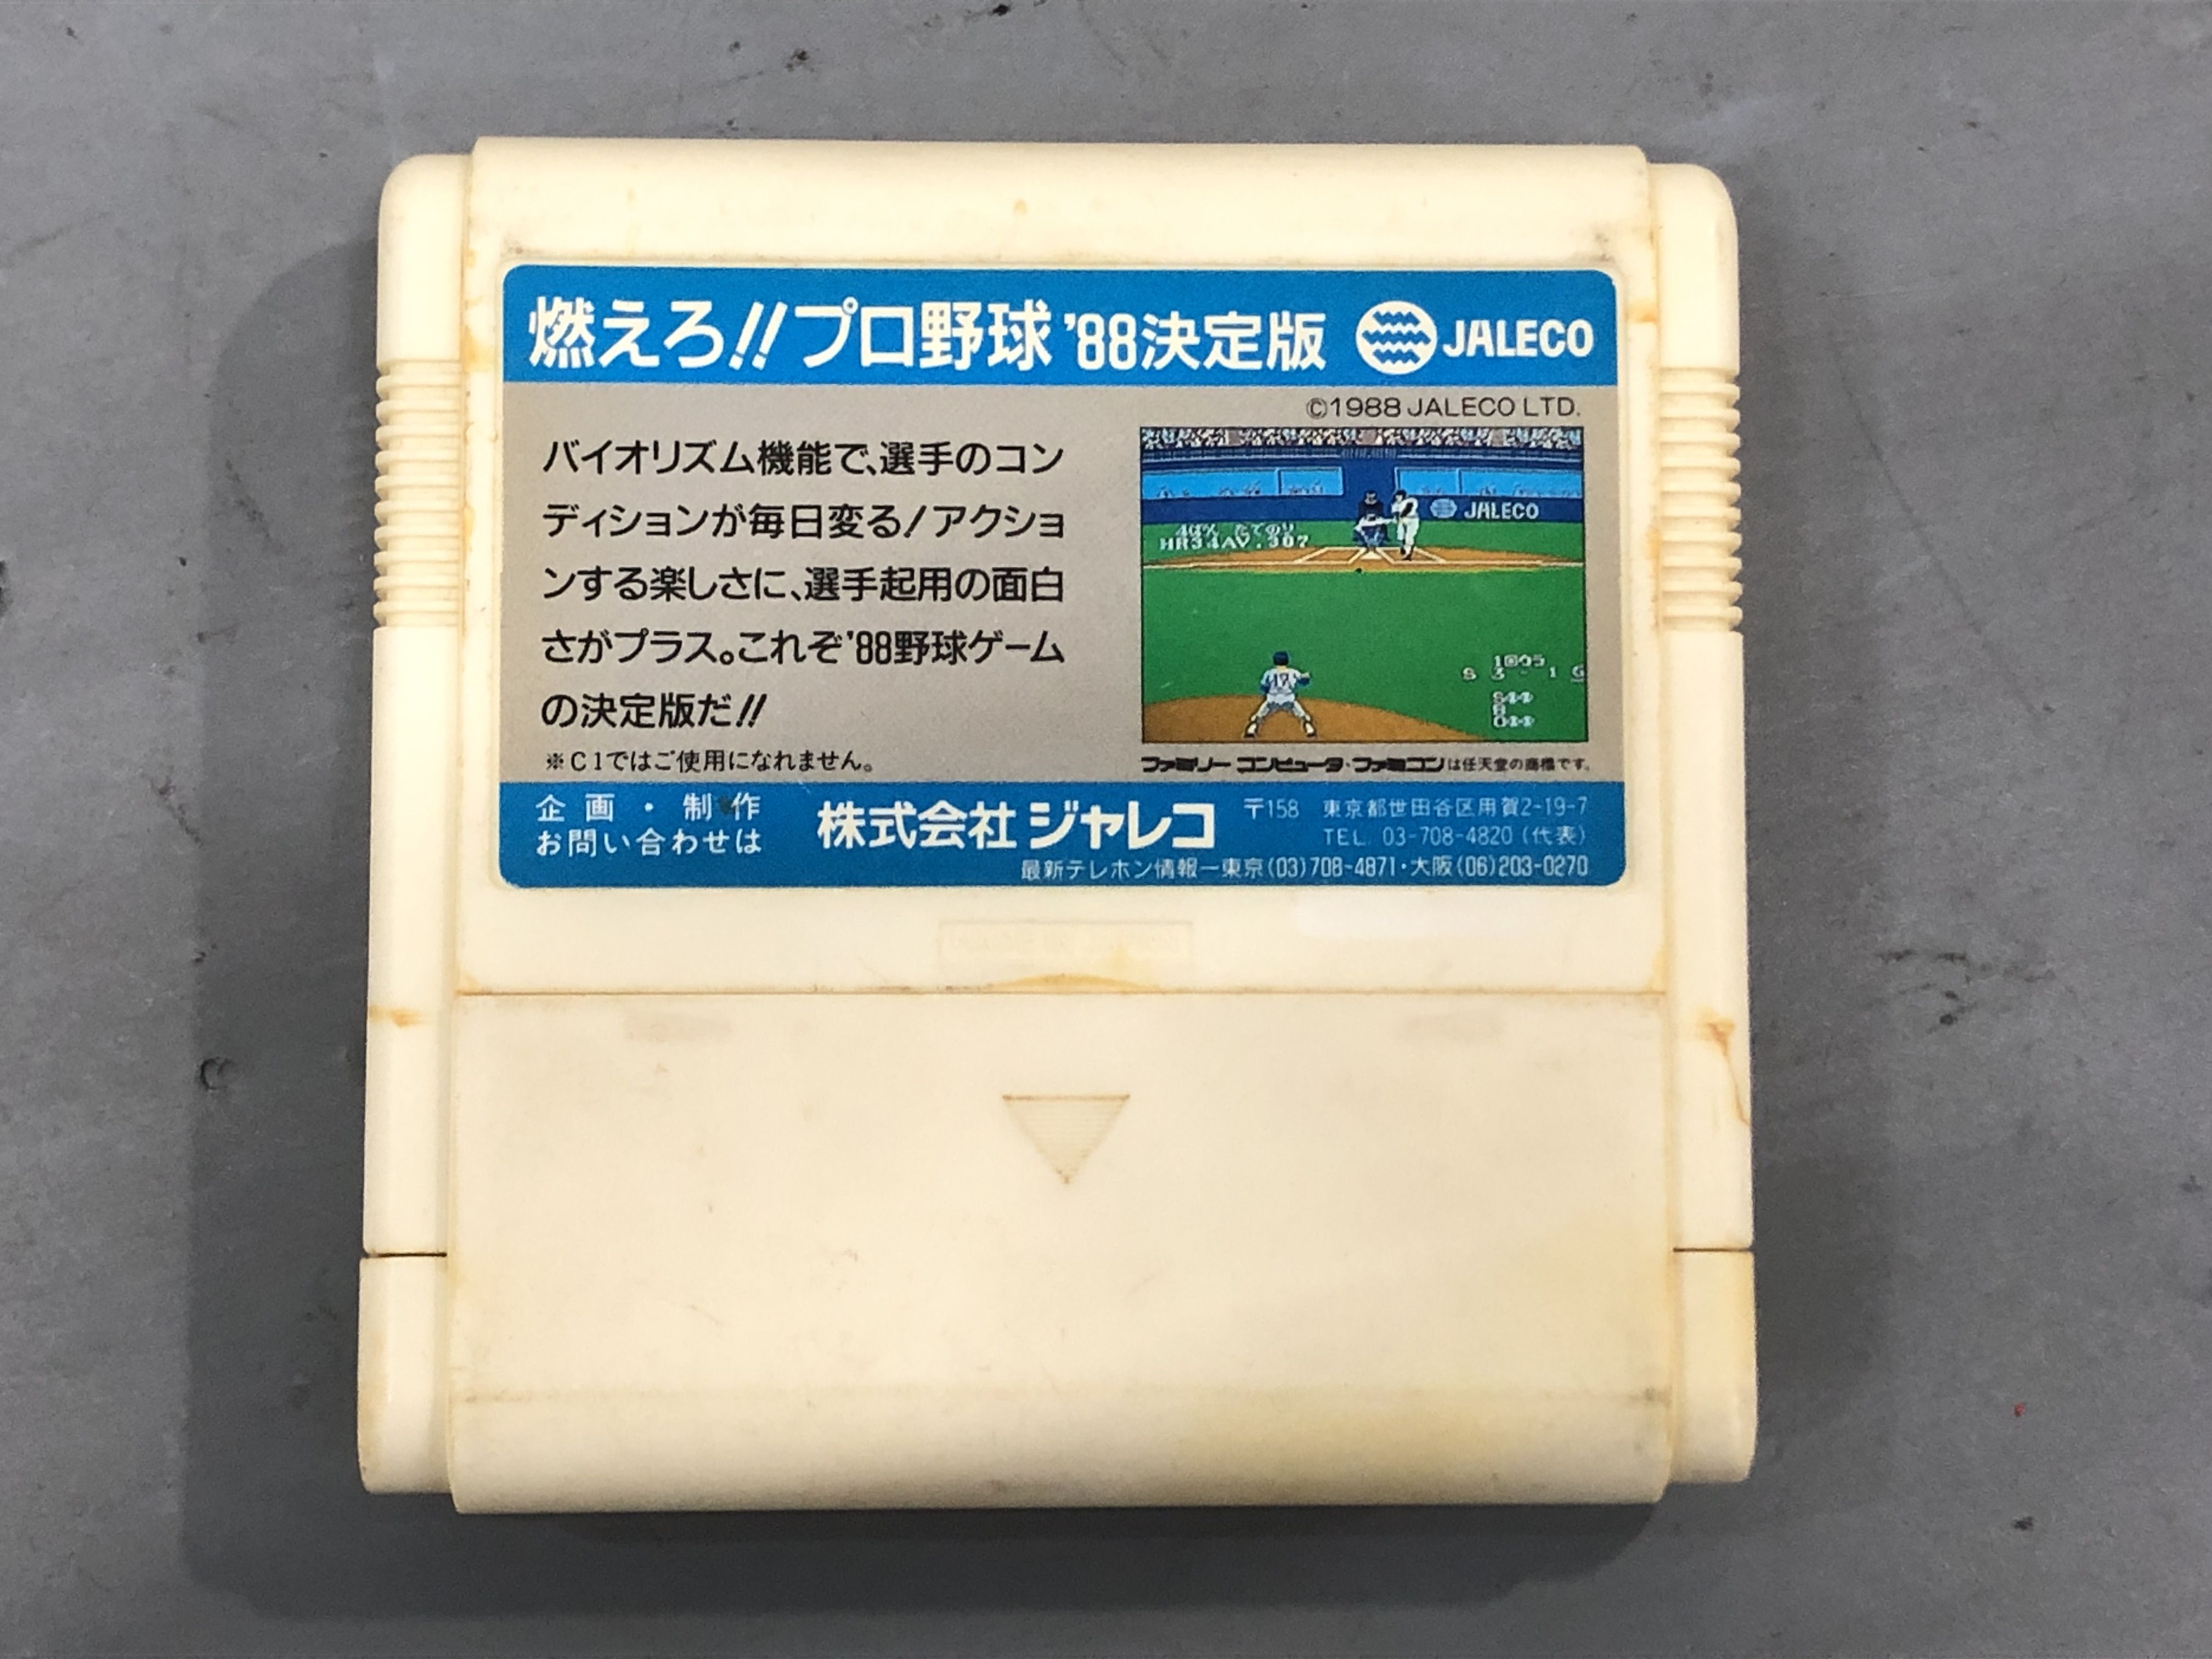 燃えろ!!プロ野球'88決定版 JALECO
©1988 JALECO LTD.
バイオリズム機能で、選手のコン
ディションが毎日変る!アクショ
ンする楽しさに、選手起用の面白
さがプラス。これぞ'88野球ゲーム
の決定版だ!!
※C1ではご使用になれません。
JALECO
HR34AV.307
17
ファミリーコンピュータ・ファミコンは任天堂の商標です。
企画・制作
お問い合わせは
株式会社ジャレコ
〒158 東京都世田谷区用賀2-19-7
TEL. 03-708-4820(代表)
最新テレホン情報—東京(03)708-4871・大阪(06)203-0270